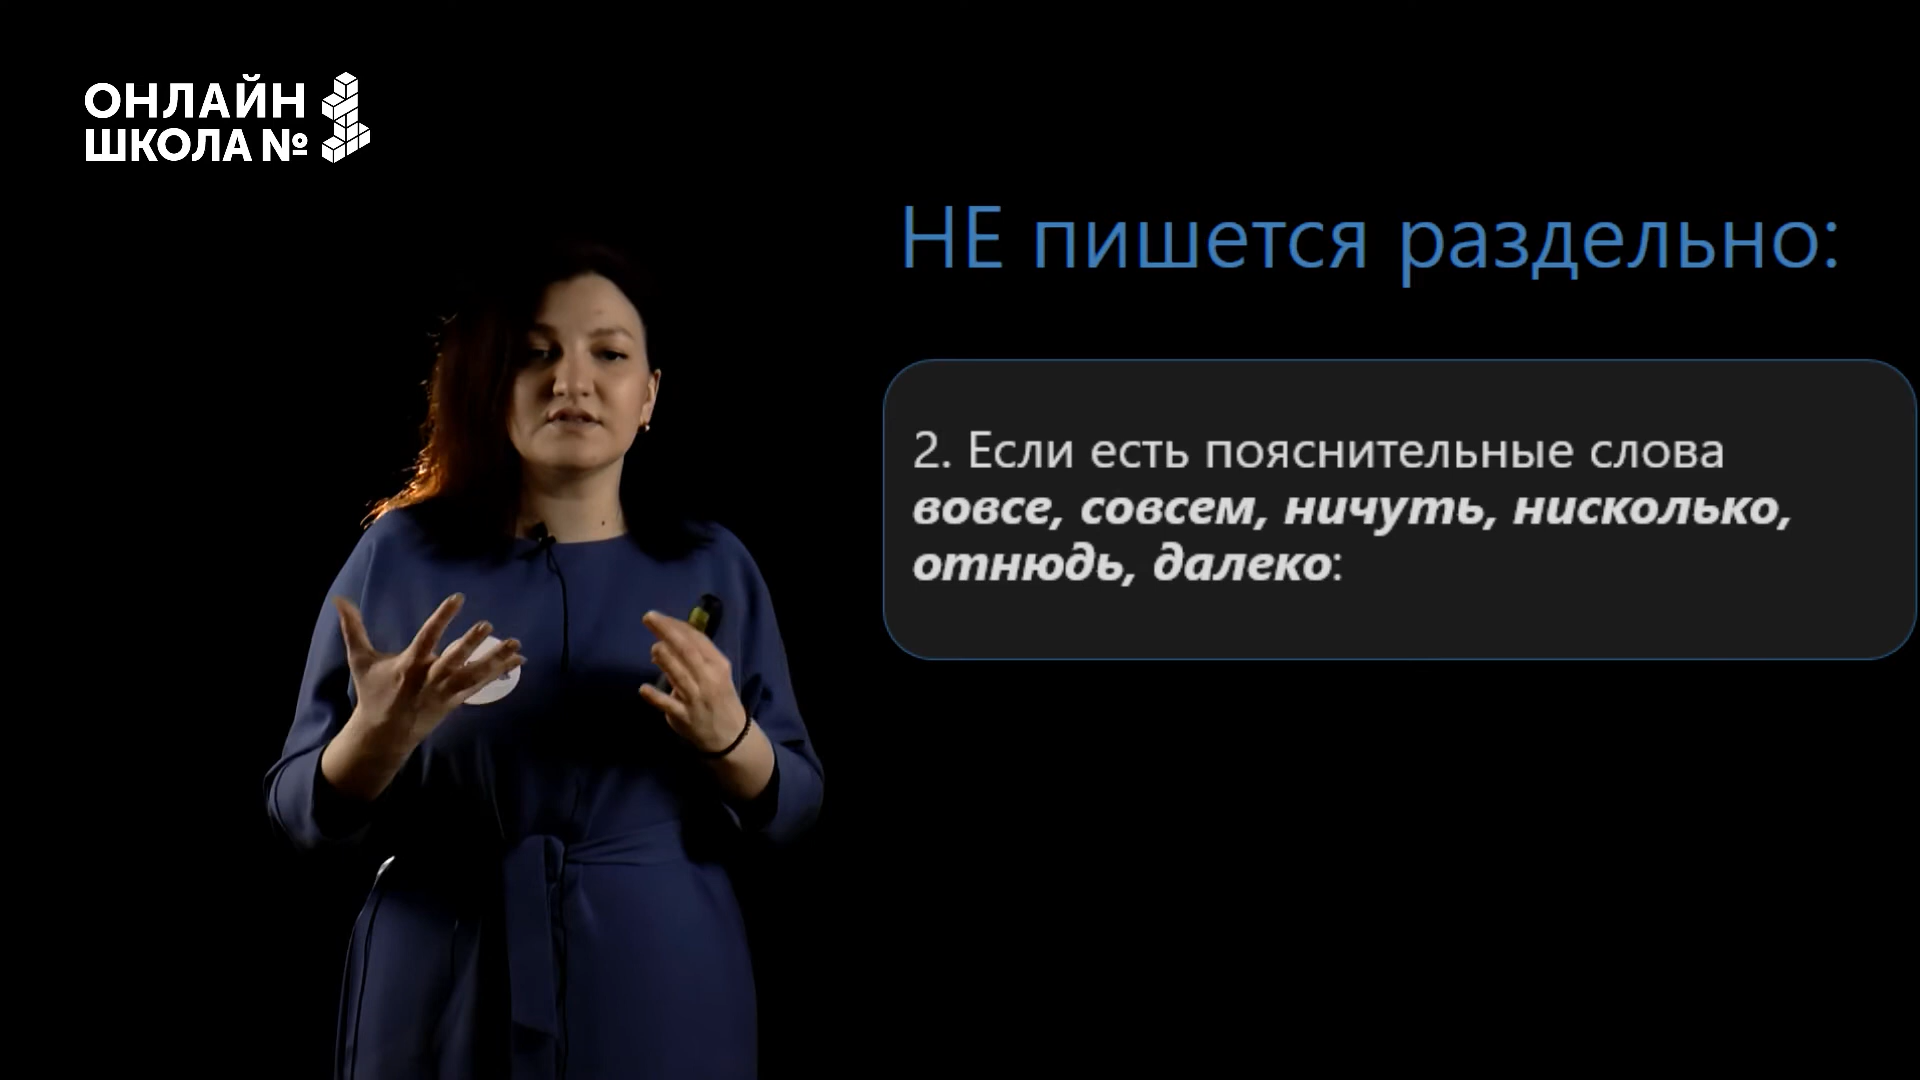 ОНЛАЙН
ШКОЛА №
НЕ пишется раздельно:
2. Если есть пояснительные слова
вовсе, совсем, ничуть, нисколько,
отнюдь, далеко: